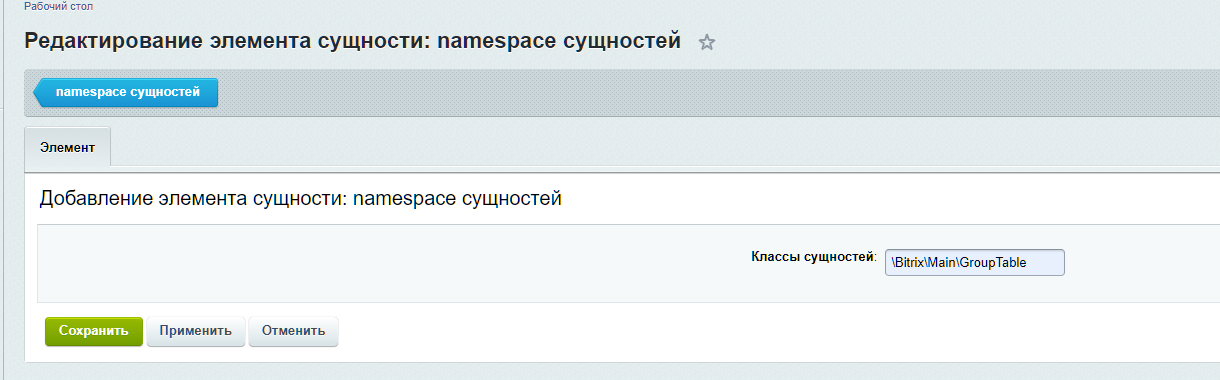 Рабочий стол
Редактирование элемента сущности: namespace сущностей
namespace сущностей
Элемент
Добавление элемента сущности: namespace сущностей
Классы сущностей: \Bitrix\Main\GroupTable
Сохранить Применить Отменить